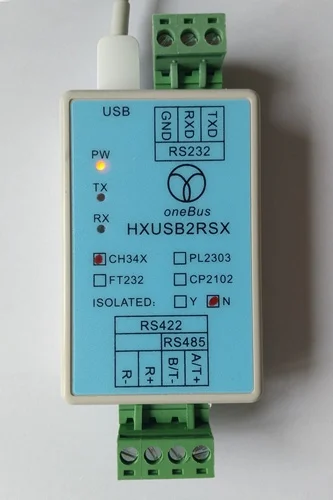 USB
GND RXD TXD
RS232
PW
TX
RX
oneBus
HXUSB2RSX
CH34X PL2303
FT232 CP2102
ISOLATED: Y N
RS422
RS485
R- R+ B/T- A/T+